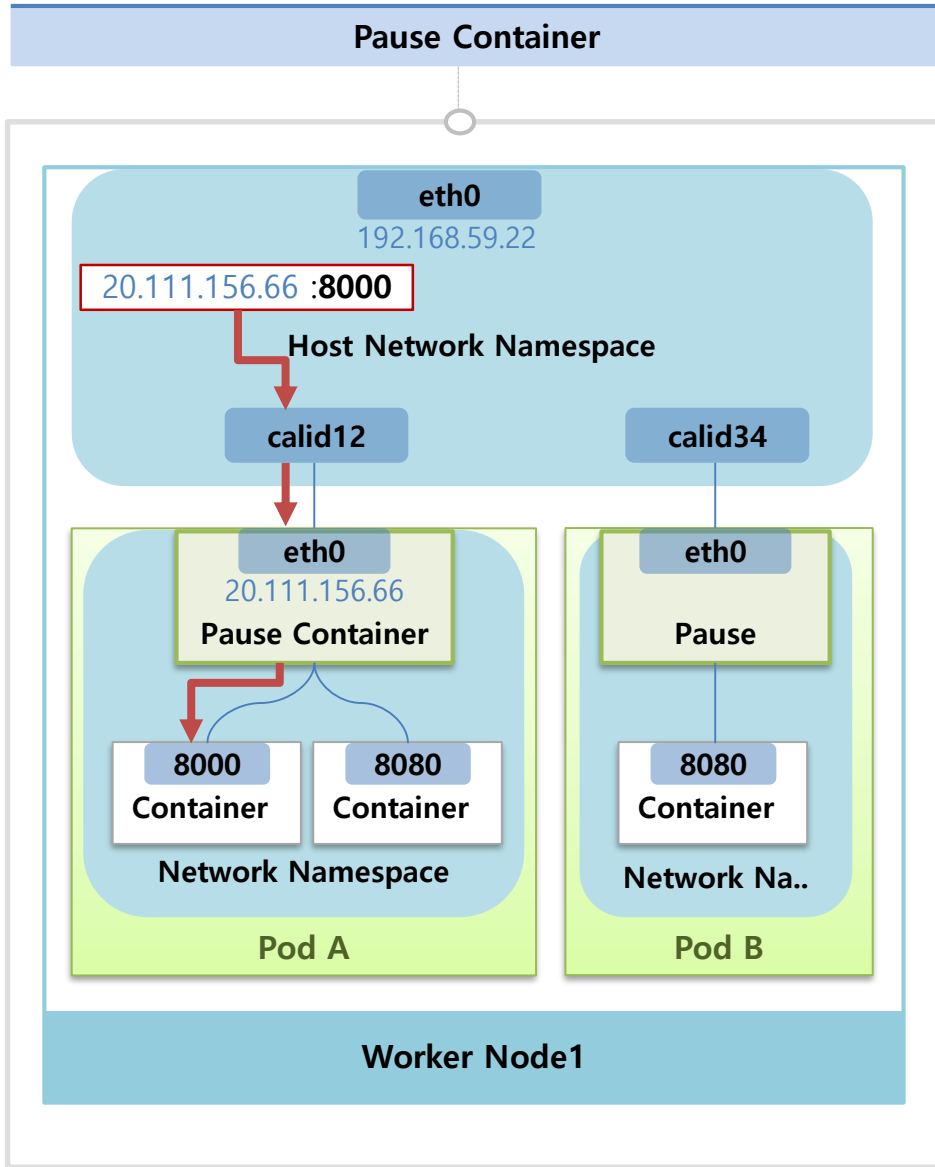 Pause Container
eth0
192.168.59.22
20.111.156.66 :8000
Host Network Namespace
calid12
calid34
eth0
20.111.156.66
Pause Container
eth0
Pause
8000
Container
8080
Container
8080
Container
Network Namespace
Network Na..
Pod A
Pod B
Worker Node1